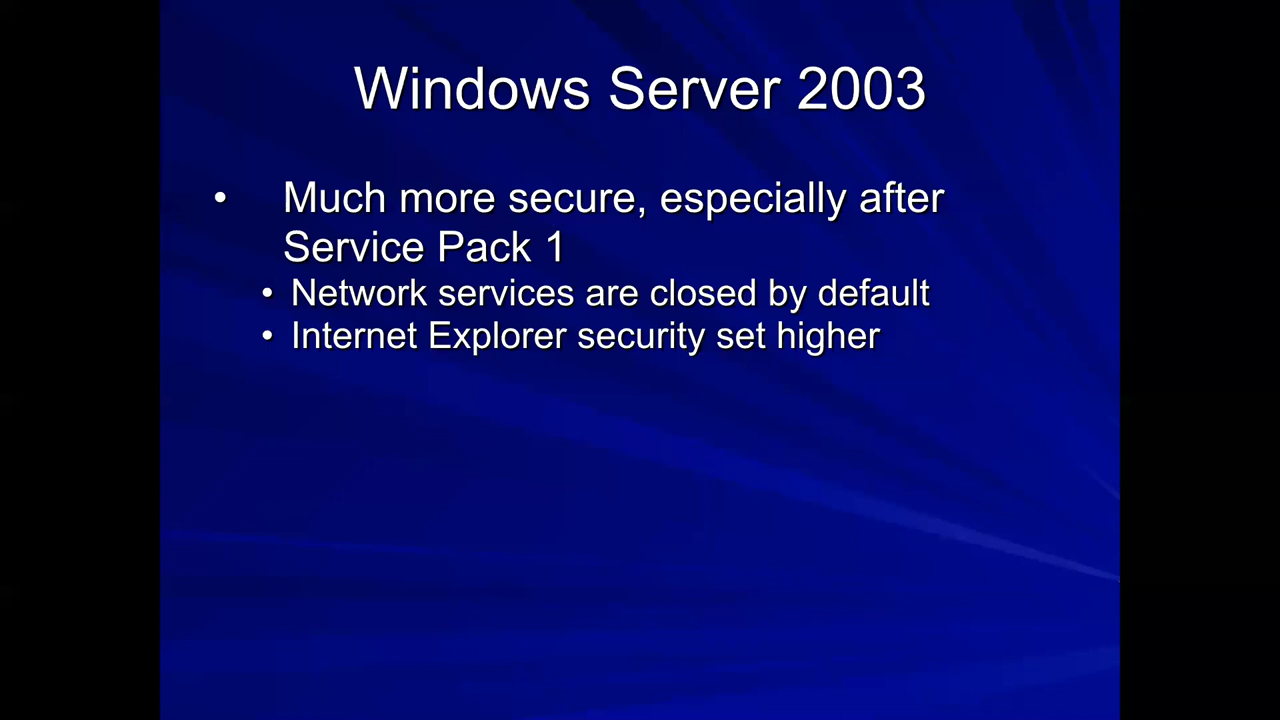 Windows Server 2003
• Much more secure, especially after
Service Pack 1
• Network services are closed by default
• Internet Explorer security set higher